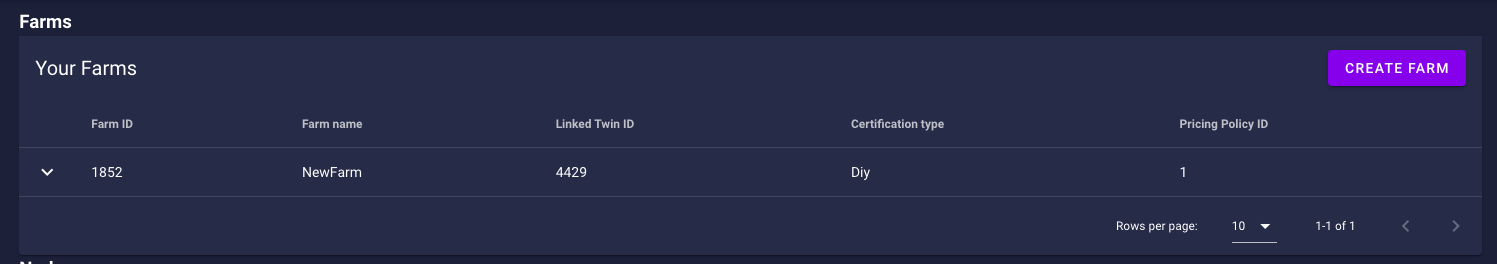 Farms
Your Farms
CREATE FARM
Farm ID Farm name Linked Twin ID Certification type Pricing Policy ID
1852 NewFarm 4429 Diy 1
Rows per page: 10 1-1 of 1